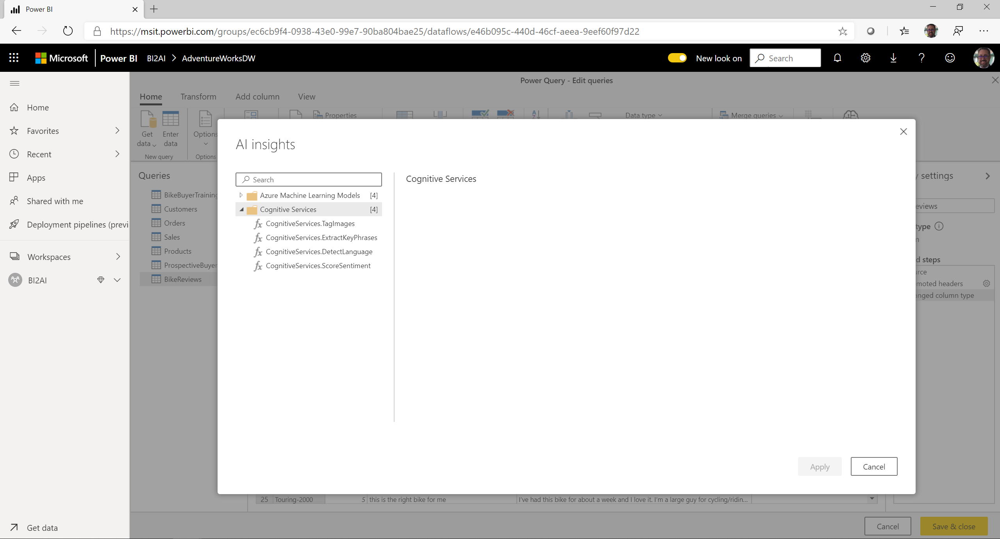 Power BI
https://msit.powerbi.com/groups/ec6cb9f4-0938-43e0-99e7-90ba804bae25/dataflows/e46b095c-440d-46cf-aeea-9eef60f97d22
Microsoft Power BI BI2AI > AdventureWorksDW New look on Search
Power Query - Edit queries
Home Transform Add column View
Home
Favorites
Recent
Apps
Shared with me
Deployment pipelines (previ
Workspaces
BI2AI
Get data
Properties Data type Merge queries
Get data
Enter data
Options
New query Options
Queries
BikeBuyerTraining
Customers
Orders
Sales
Products
ProspectiveBuyer
BikeReviews
AI insights
Search
Azure Machine Learning Models [4]
Cognitive Services [4]
fx CognitiveServices.TagImages
fx CognitiveServices.ExtractKeyPhrases
fx CognitiveServices.DetectLanguage
fx CognitiveServices.ScoreSentiment
Cognitive Services
Apply Cancel
settings
eviews
type
d steps
rce
moted headers
anged column type
25 Touring-2000 5 this is the right bike for me I've had this bike for about a week and I love it. I'm a large guy for cycling/ridin...
Cancel Save & close